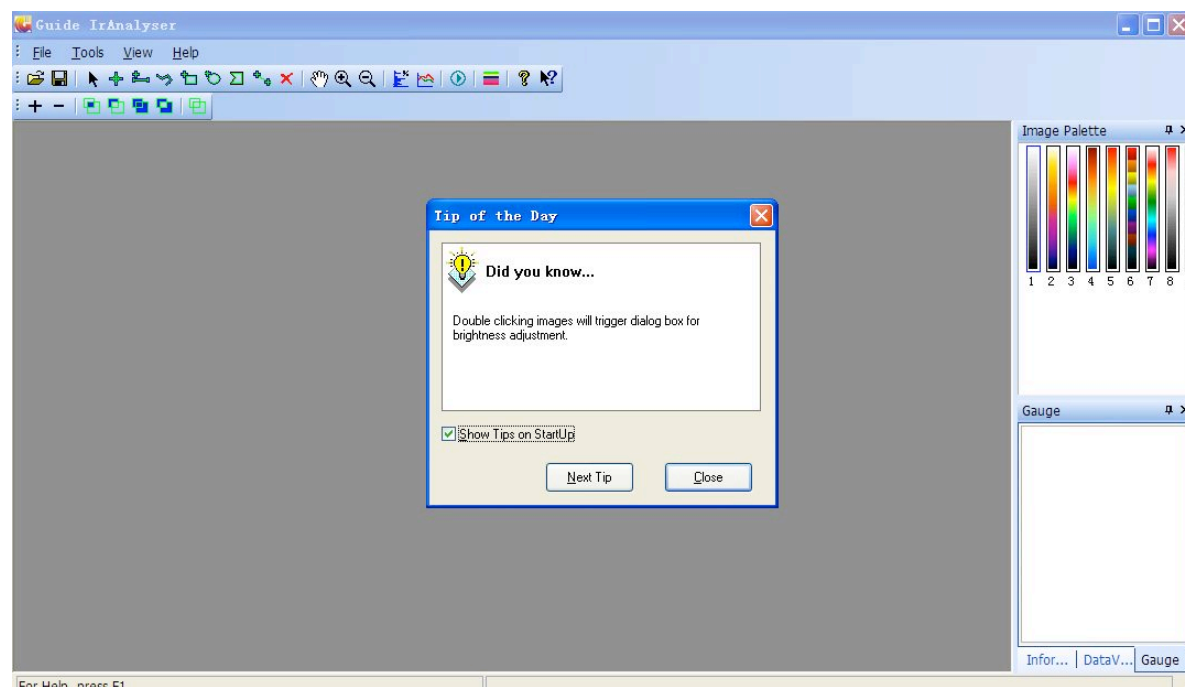 Guide IrAnalyser
File Tools View Help
Image Palette
1 2 3 4 5 6 7 8
Tip of the Day
Did you know...
Double clicking images will trigger dialog box for
brightness adjustment.
Show Tips on StartUp
Next Tip Close
Gauge
Infor... DataV... Gauge
For Help, press F1